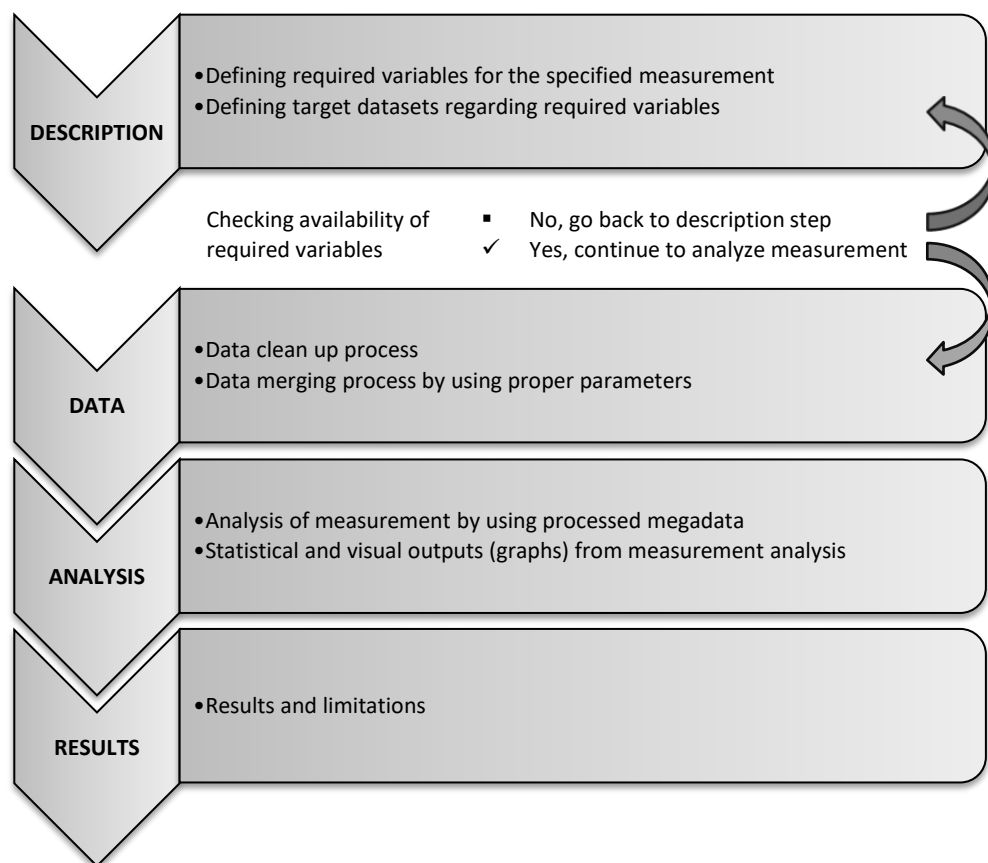 •Defining required variables for the specified measurement
•Defining target datasets regarding required variables
DESCRIPTION
Checking availability of required variables
▪ No, go back to description step
✓ Yes, continue to analyze measurement
•Data clean up process
•Data merging process by using proper parameters
DATA
•Analysis of measurement by using processed megadata
•Statistical and visual outputs (graphs) from measurement analysis
ANALYSIS
•Results and limitations
RESULTS